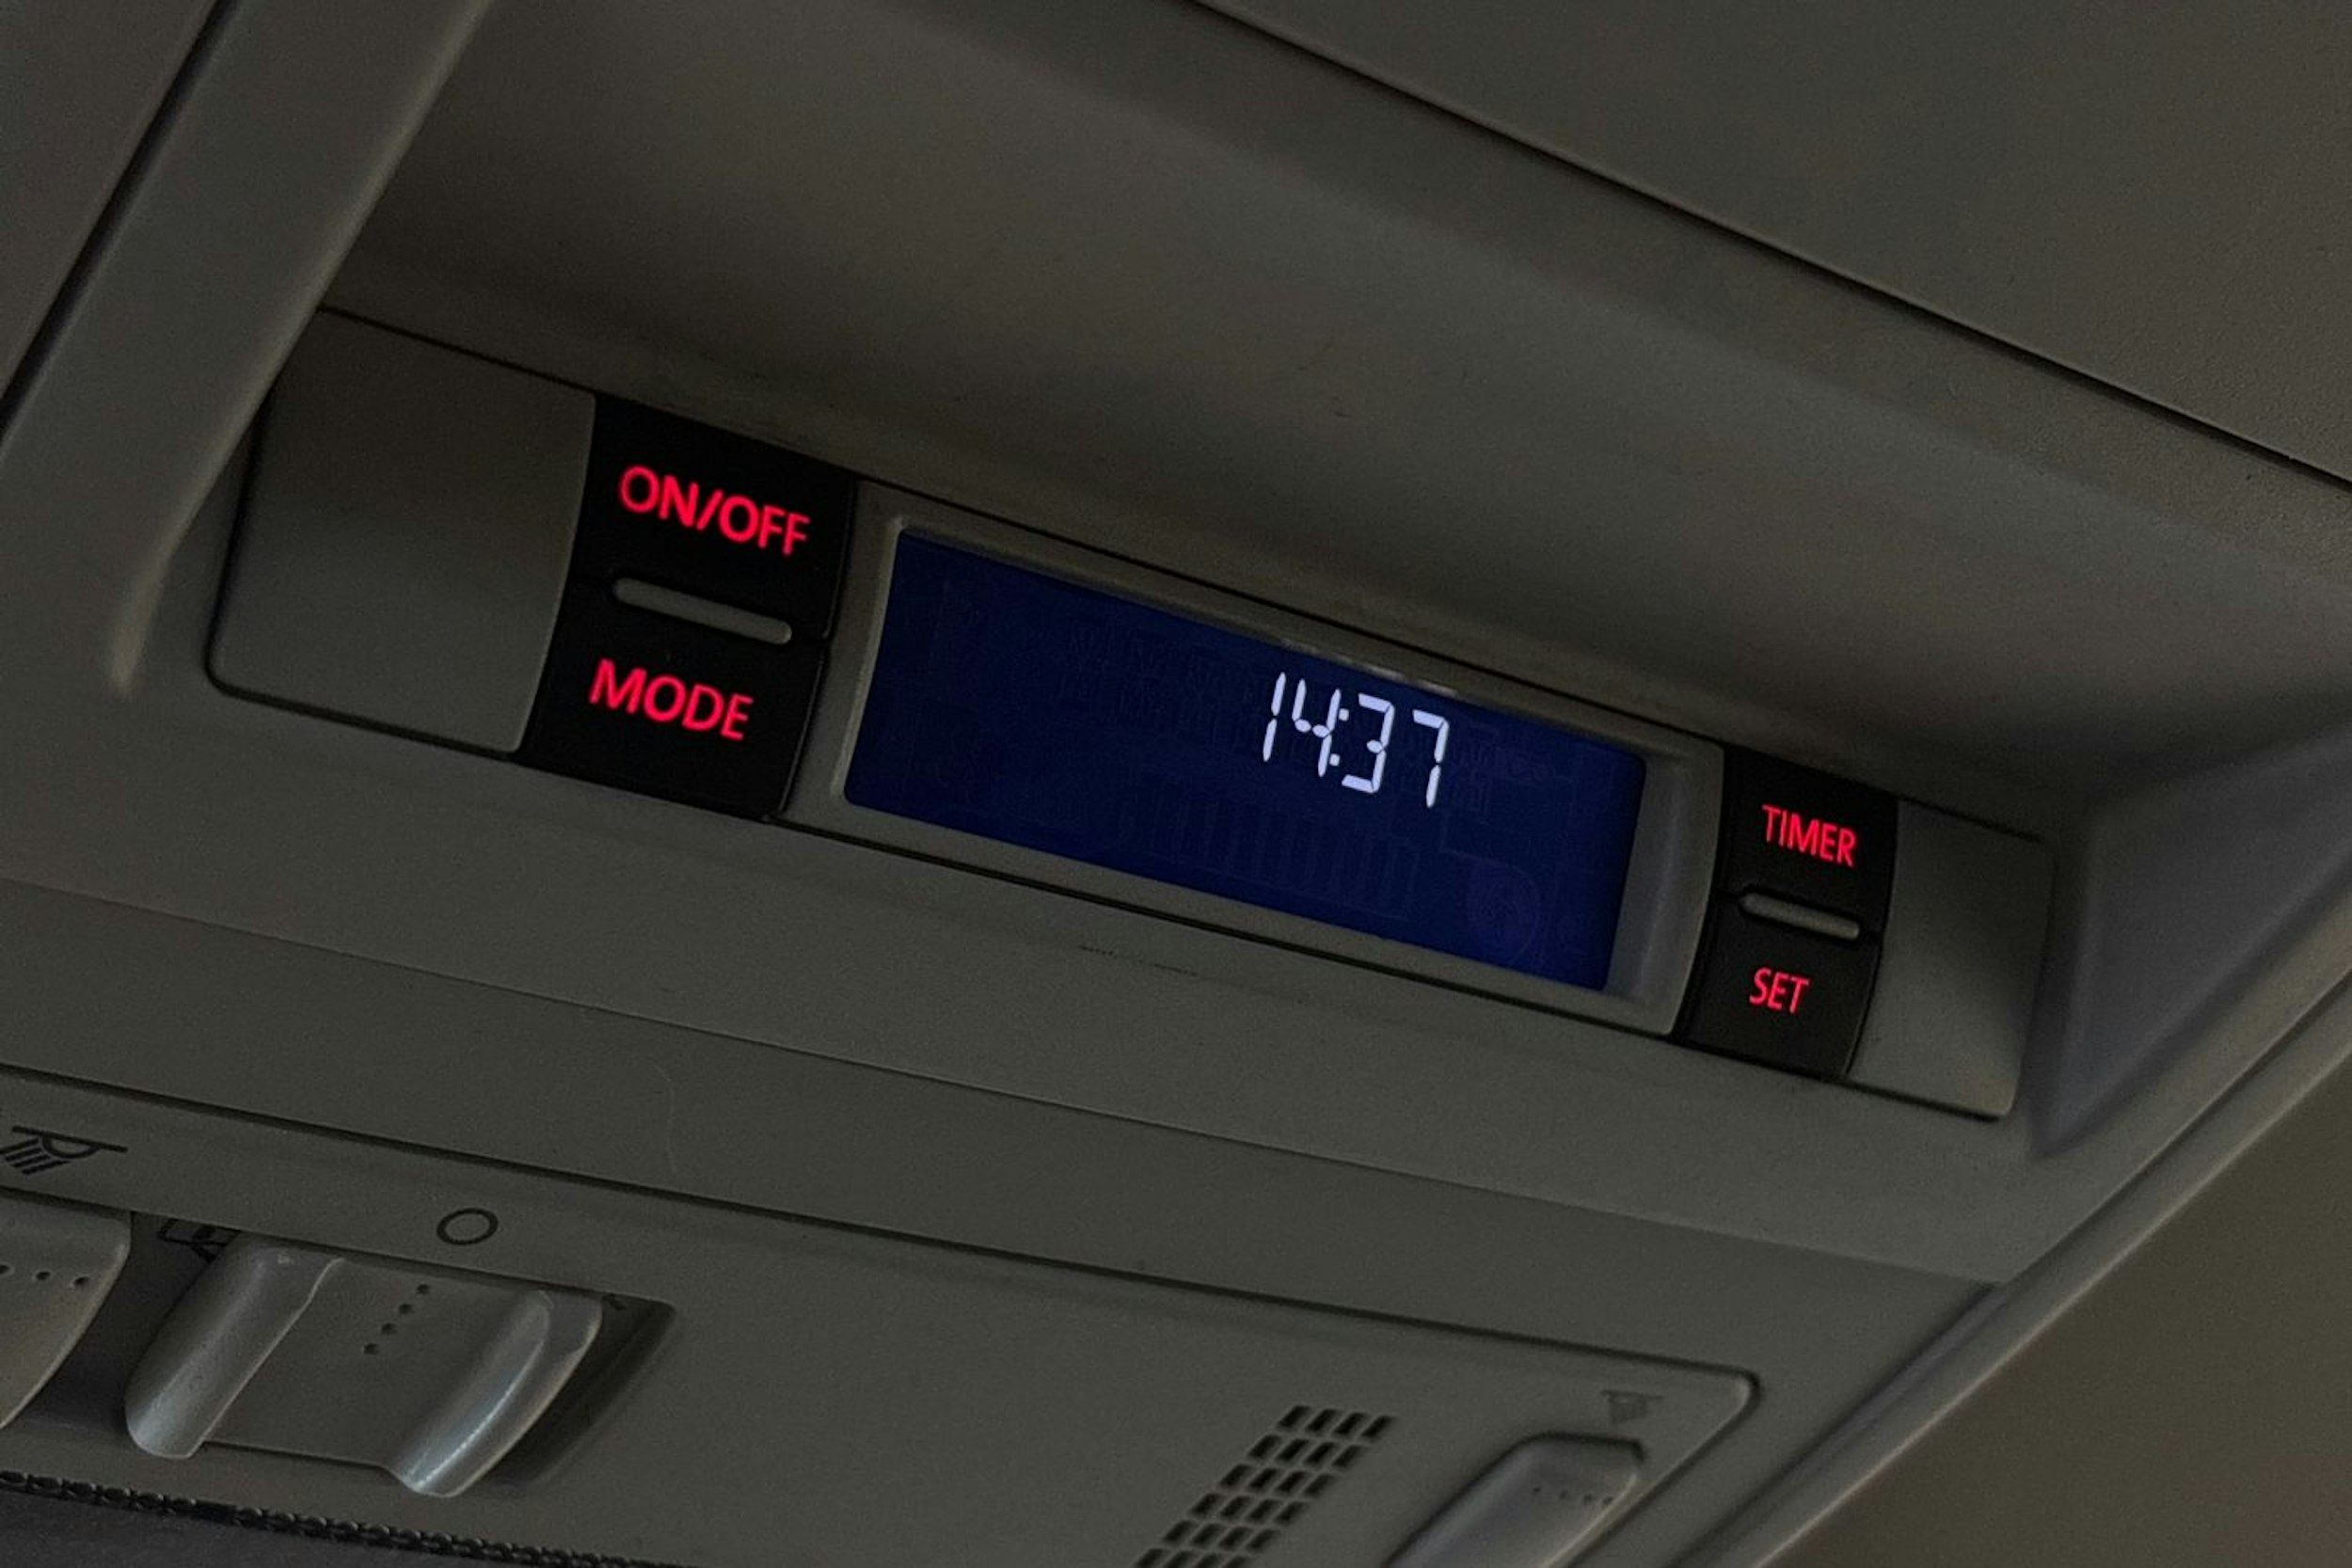 ON/OFF
MODE
14:37
TIMER
SET